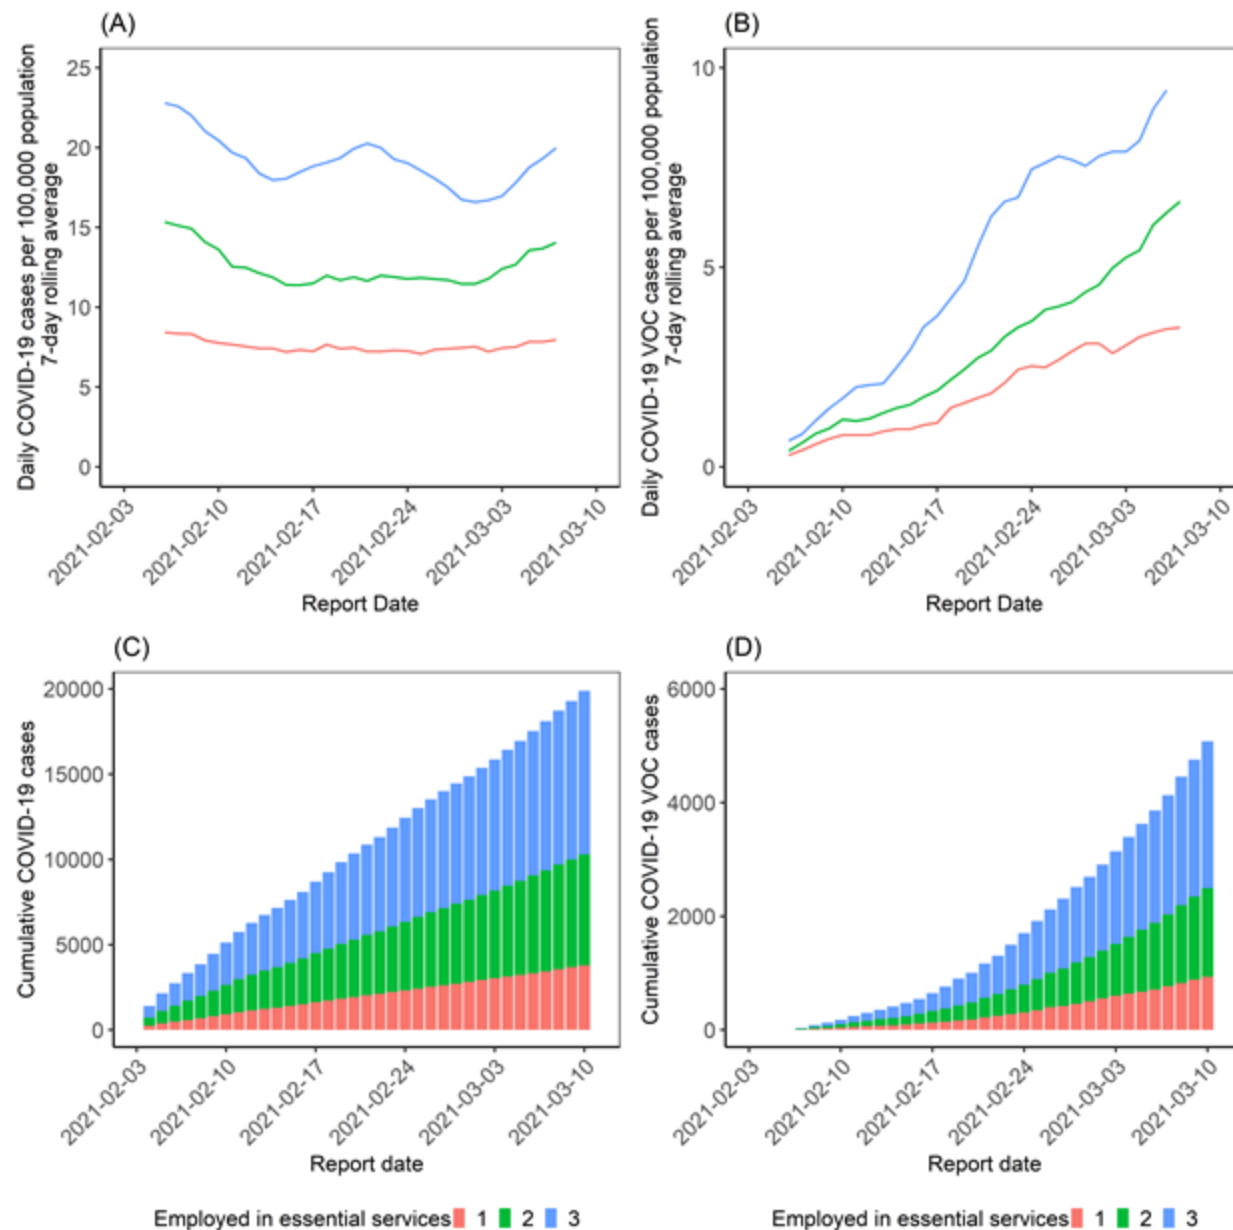 (A)
Daily COVID-19 cases per 100,000 population
7-day rolling average
25
20
15
10
5
0
2021-02-03
2021-02-10
2021-02-17
2021-02-24
2021-03-03
2021-03-10
Report Date
(B)
Daily COVID-19 VOC cases per 100,000 population
7-day rolling average
10
5
0
2021-02-03
2021-02-10
2021-02-17
2021-02-24
2021-03-03
2021-03-10
Report Date
(C)
Cumulative COVID-19 cases
20000
15000
10000
5000
0
2021-02-03
2021-02-10
2021-02-17
2021-02-24
2021-03-03
2021-03-10
Report date
(D)
Cumulative COVID-19 VOC cases
6000
4000
2000
0
2021-02-03
2021-02-10
2021-02-17
2021-02-24
2021-03-03
2021-03-10
Report date
Employed in essential services 1 2 3
Employed in essential services 1 2 3